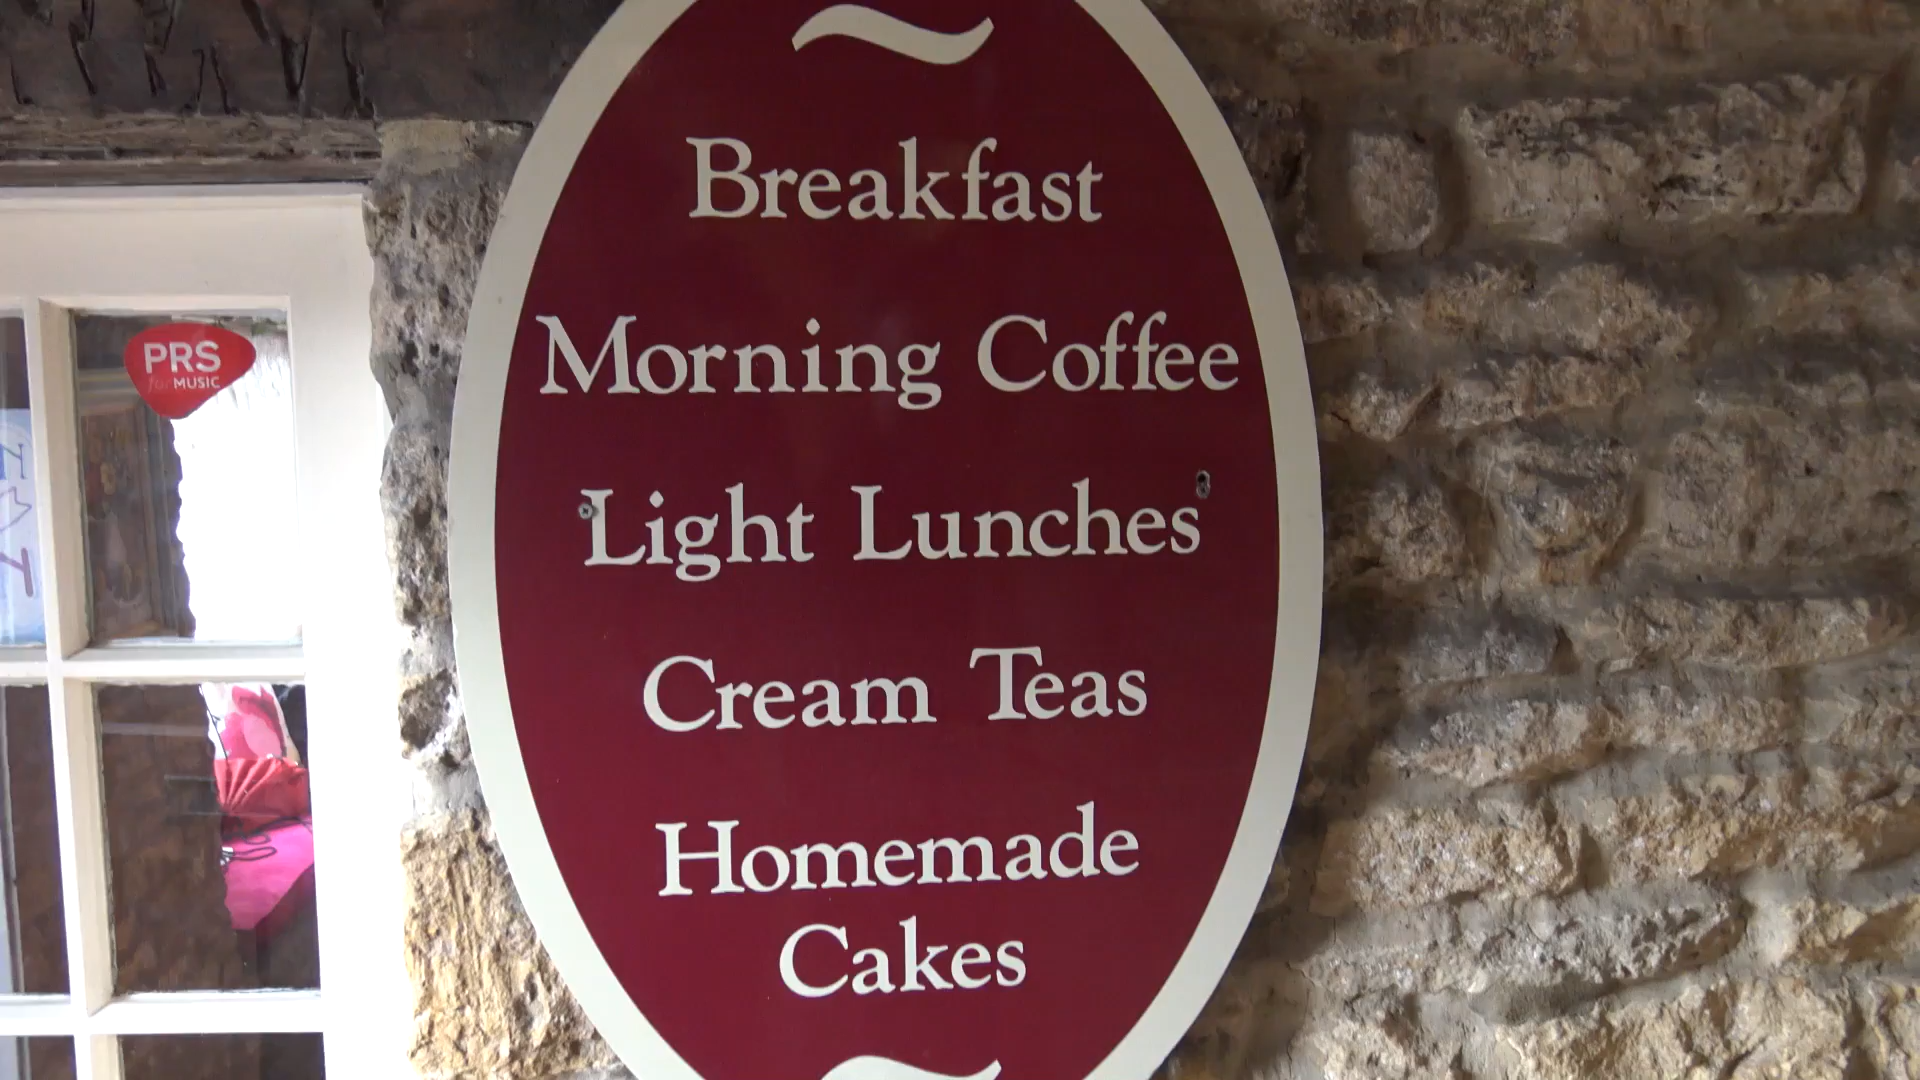 Breakfast
Morning Coffee
Light Lunches
Cream Teas
Homemade
Cakes
PRS
for MUSIC